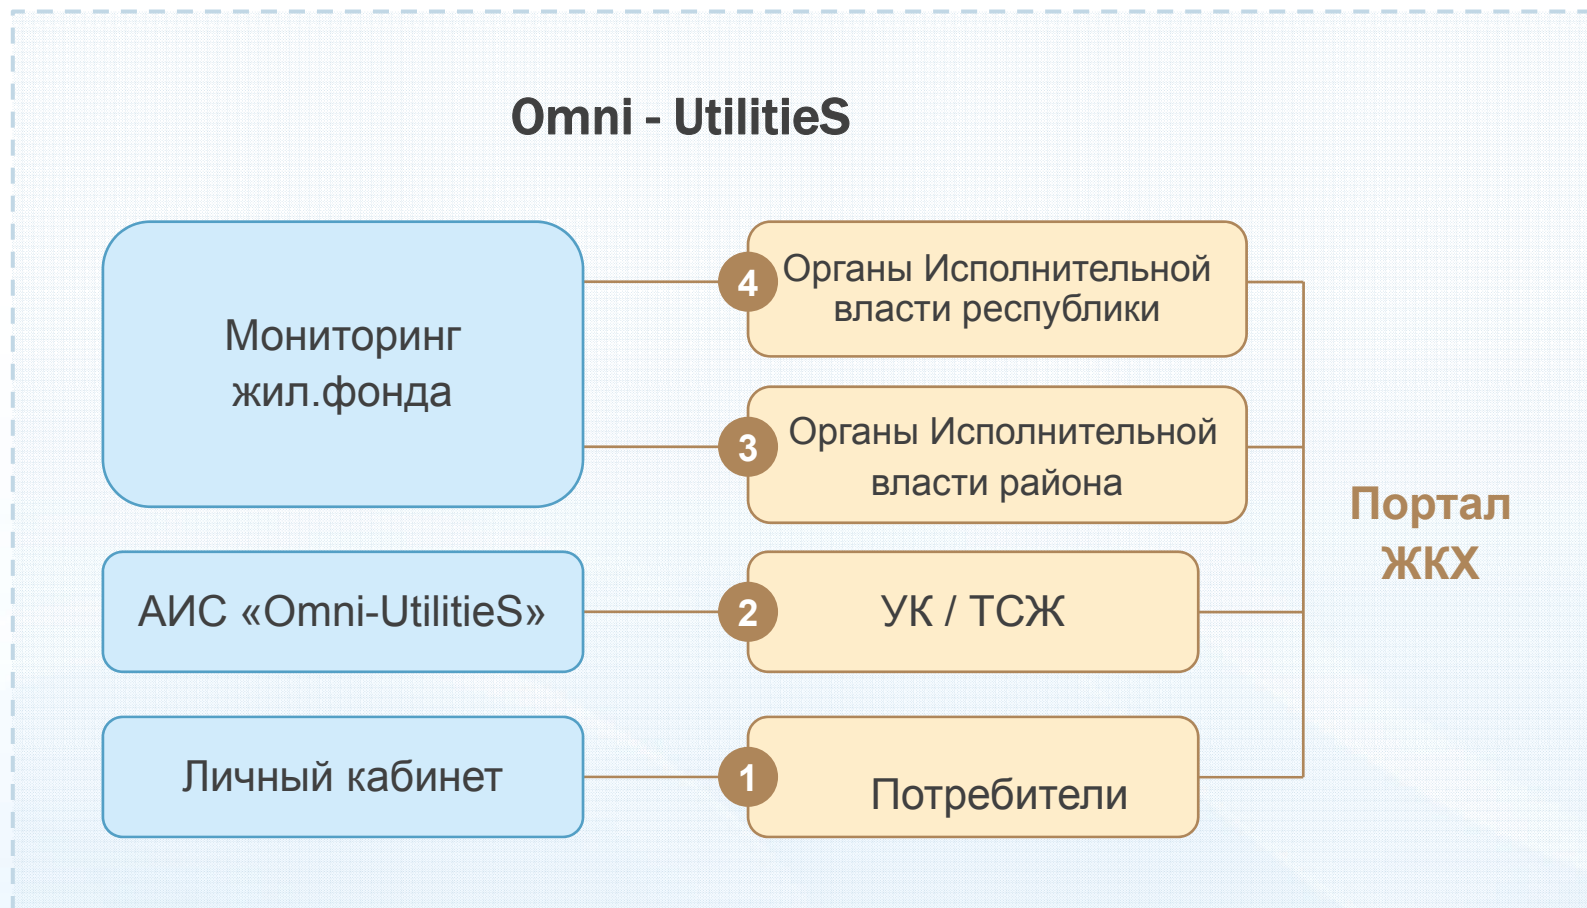 Omni - UtilitieS
Мониторинг
жил.фонда
4
Органы Исполнительной
власти республики
3
Органы Исполнительной
власти района
АИС «Omni-UtilitieS»
2
УК / ТСЖ
Личный кабинет
1
Потребители
Портал
ЖКХ